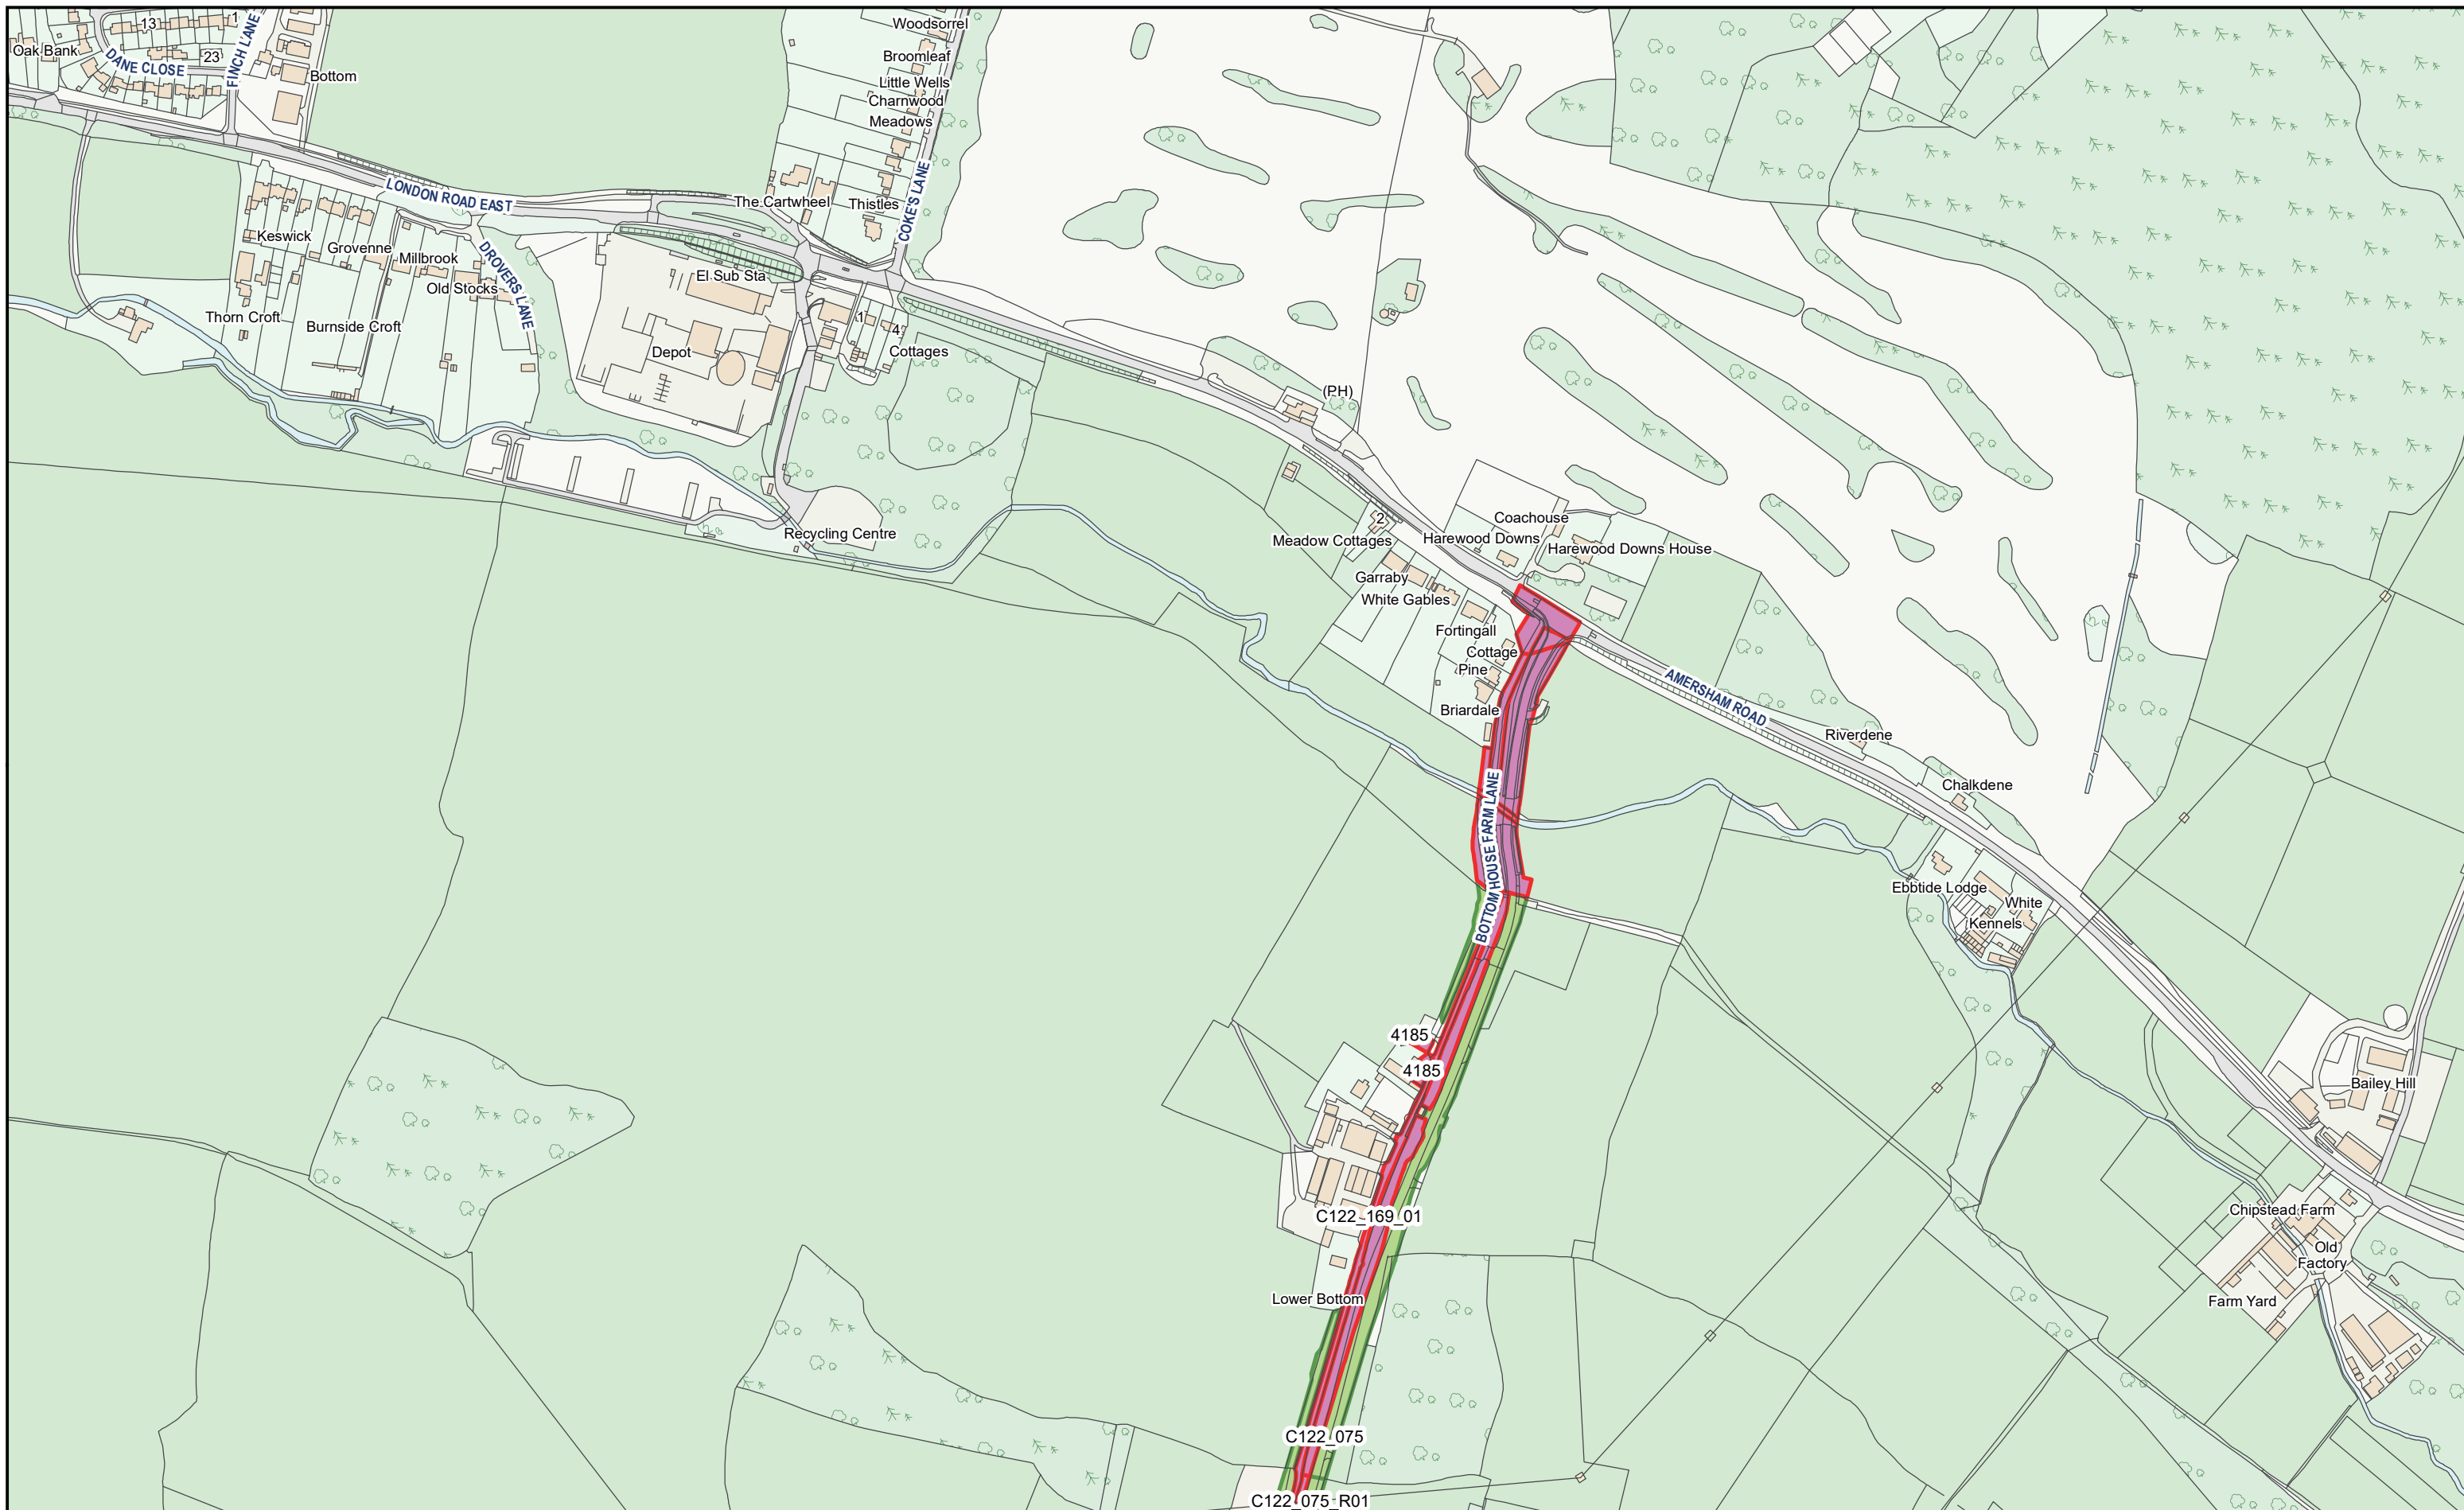 Oak Bank
13
1
DANE CLOSE
23
FINCH LANE
Bottom
Woodsorrel
Broomleaf
Little Wells
Charnwood
Meadows
LONDON ROAD EAST
The Cartwheel
Thistles
COKE'S LANE
Keswick
Grovenne
Millbrook
Old Stocks
DROVERS LANE
El Sub Sta
Thorn Croft
Burnside Croft
Depot
1
4
Cottages
(PH)
Recycling Centre
2
Meadow Cottages
Coachouse
Harewood Downs
Harewood Downs House
Garraby
White Gables
Fortingall
Cottage
Pine
Briardale
AMERSHAM ROAD
Riverdene
Chalkdene
BOTTOM HOUSE FARM LANE
Ebbtide Lodge
White
Kennels
4185
4185
Bailey Hill
C122_169_01
Chipstead Farm
Old
Factory
Farm Yard
Lower Bottom
C122_075
C122_075_R01